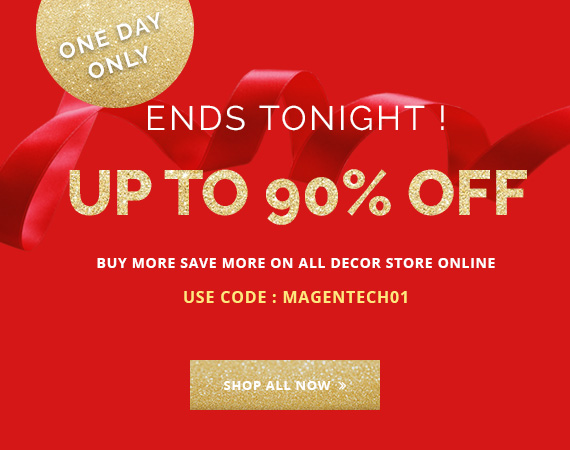 ONE DAY
ONLY
ENDS TONIGHT !
UP TO 90% OFF
BUY MORE SAVE MORE ON ALL DECOR STORE ONLINE
USE CODE : MAGENTECH01
SHOP ALL NOW »